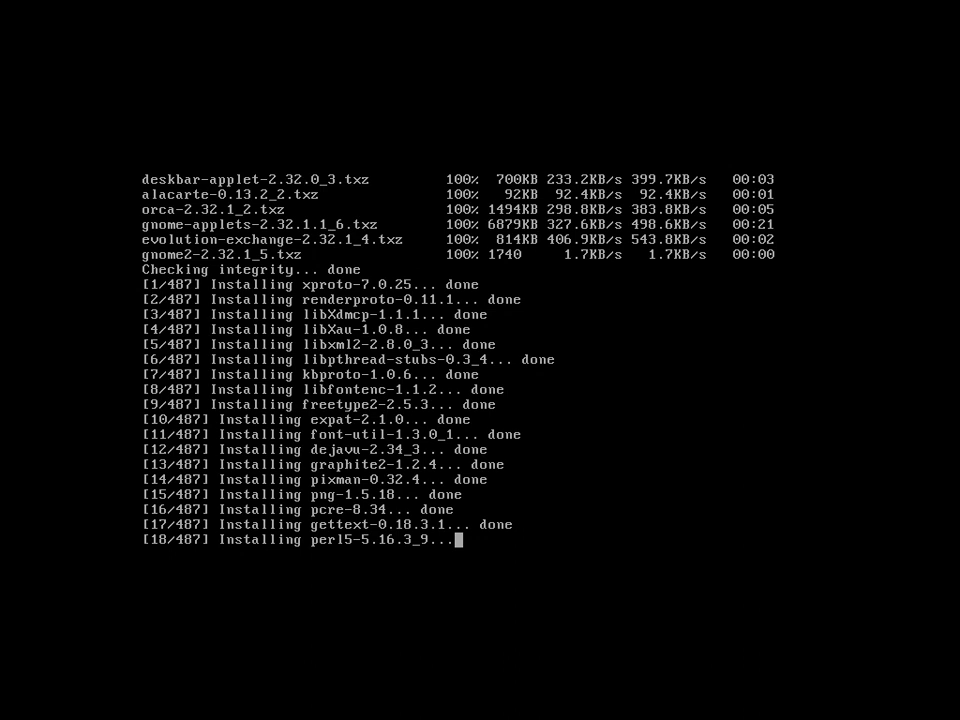 deskbar-applet-2.32.0_3.txz 100% 700KB 233.2KB/s 399.7KB/s 00:03
alacarte-0.13.2_2.txz 100% 92KB 92.4KB/s 92.4KB/s 00:01
orca-2.32.1_2.txz 100% 1494KB 298.8KB/s 383.8KB/s 00:05
gnome-applets-2.32.1.1_6.txz 100% 6879KB 327.6KB/s 498.6KB/s 00:21
evolution-exchange-2.32.1_4.txz 100% 814KB 406.9KB/s 543.8KB/s 00:02
gnome2-2.32.1_5.txz 100% 1740 1.7KB/s 1.7KB/s 00:00
Checking integrity... done
[1/487] Installing xproto-7.0.25... done
[2/487] Installing renderproto-0.11.1... done
[3/487] Installing libXdmcp-1.1.1... done
[4/487] Installing libXau-1.0.8... done
[5/487] Installing libxml2-2.8.0_3... done
[6/487] Installing libpthread-stubs-0.3_4... done
[7/487] Installing kbproto-1.0.6... done
[8/487] Installing libfontenc-1.1.2... done
[9/487] Installing freetype2-2.5.3... done
[10/487] Installing expat-2.1.0... done
[11/487] Installing font-util-1.3.0_1... done
[12/487] Installing dejavu-2.34_3... done
[13/487] Installing graphite2-1.2.4... done
[14/487] Installing pixman-0.32.4... done
[15/487] Installing png-1.5.18... done
[16/487] Installing pcre-8.34... done
[17/487] Installing gettext-0.18.3.1... done
[18/487] Installing perl5-5.16.3_9...